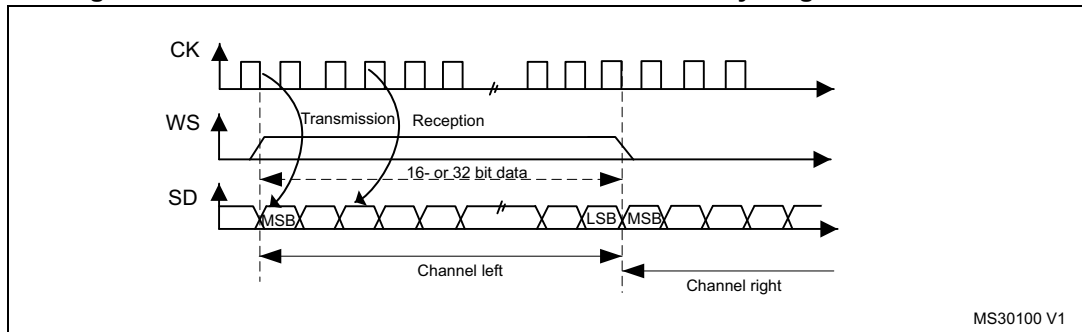 CK
Transmission
Reception
WS
16- or 32 bit data
SD
MSB
LSB
MSB
Channel left
Channel right
MS30100 V1